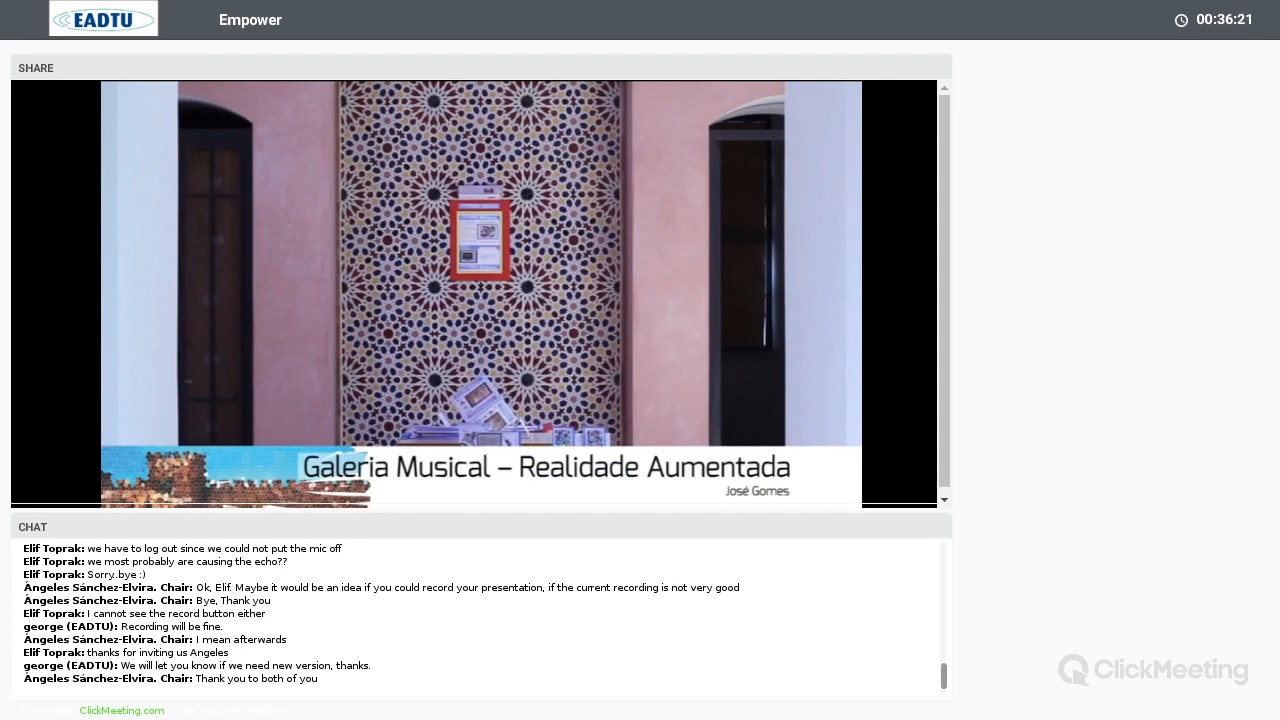 EADTU
Empower
00:36:21
SHARE
Galeria Musical – Realidade Aumentada
José Gomes
CHAT
Elif Toprak: we have to log out since we could not put the mic off
Elif Toprak: we most probably are causing the echo??
Elif Toprak: Sorry..bye :)
Ángeles Sánchez-Elvira. Chair: Ok, Elif. Maybe it would be an idea if you could record your presentation, if the current recording is not very good
Ángeles Sánchez-Elvira. Chair: Bye, Thank you
Elif Toprak: I cannot see the record button either
george (EADTU): Recording will be fine.
Ángeles Sánchez-Elvira. Chair: I mean afterwards
Elif Toprak: thanks for inviting us Angeles
george (EADTU): We will let you know if we need new version, thanks.
Ángeles Sánchez-Elvira. Chair: Thank you to both of you
ClickMeeting
ClickMeeting.com